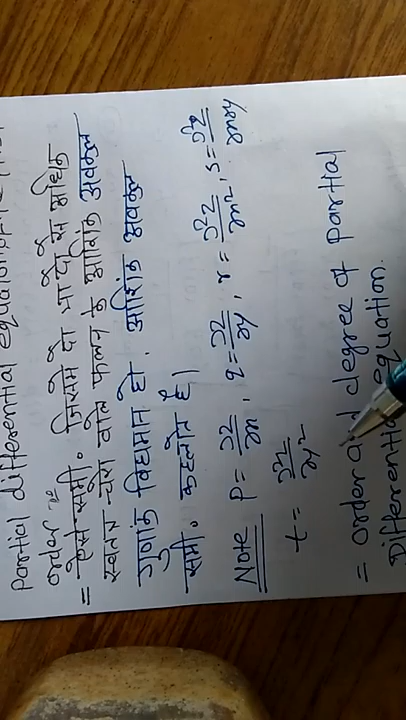 Partial differential equation
order =
= ऐसे समी० जिसमे दो या दो से अधिक
स्वतंत्र चरो वाले फलन के आंशिक अवकल
गुणांक विद्यमान हो, आंशिक अवकल
समी० कहलाते है।
Note P = ∂z/∂x, q = ∂z/∂y, r = ∂²z/∂x², s = ∂²z/∂x∂y
t = ∂²z/∂y²
= order and degree of partial
Differential equation.